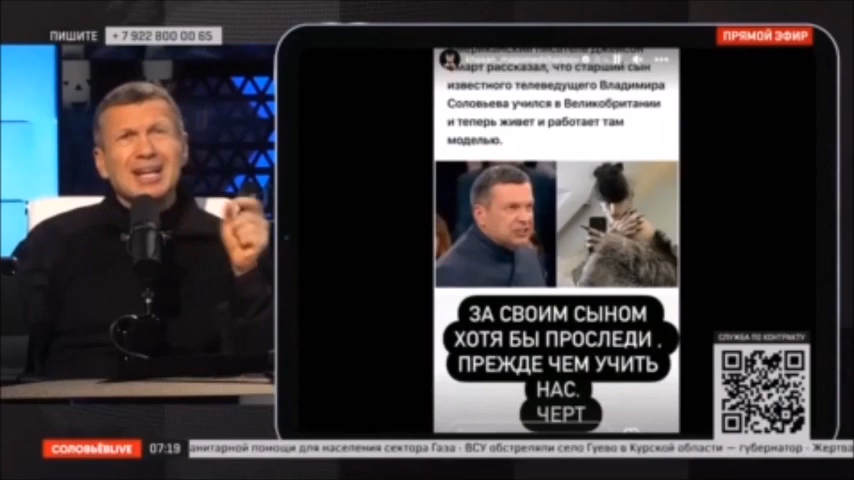 ПИШИТЕ +7 922 800 00 65
ПРЯМОЙ ЭФИР
март рассказал, что старший сын
известного телеведущего Владимира
Соловьева учился в Великобритании
и теперь живет и работает там
моделью.
ЗА СВОИМ СЫНОМ
ХОТЯ БЫ ПРОСЛЕДИ ,
ПРЕЖДЕ ЧЕМ УЧИТЬ
НАС.
ЧЕРТ
СЛУЖБА ПО КОНТРАКТУ
СОЛОВЬЁВLIVE 07:19 анитарной помощи для населения сектора Газа · ВСУ обстреляли село Гуево в Курской области — губернатор · Жертва